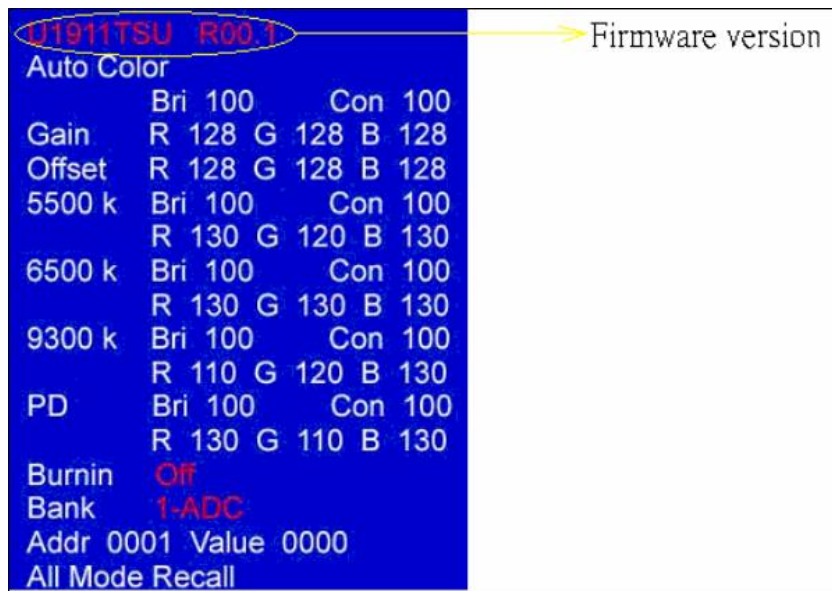 U1911TSU R00.1 Firmware version
Auto Color
Bri 100 Con 100
Gain R 128 G 128 B 128
Offset R 128 G 128 B 128
5500 k Bri 100 Con 100
R 130 G 120 B 130
6500 k Bri 100 Con 100
R 130 G 130 B 130
9300 k Bri 100 Con 100
R 110 G 120 B 130
PD Bri 100 Con 100
R 130 G 110 B 130
Burnin Off
Bank 1-ADC
Addr 0001 Value 0000
All Mode Recall